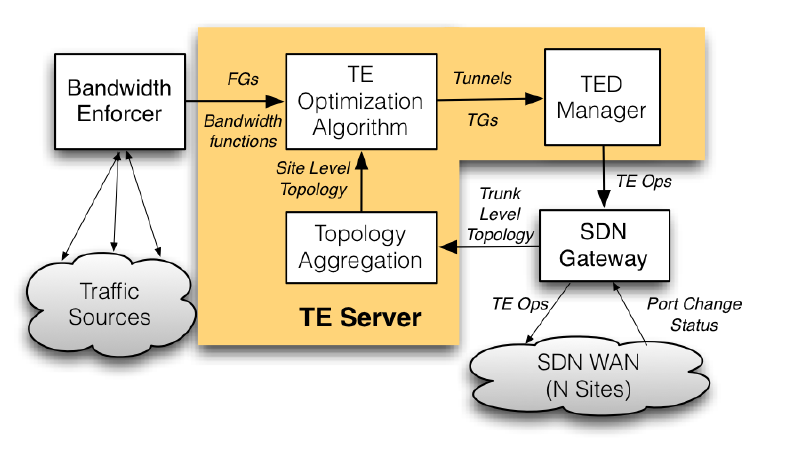 Bandwidth
Enforcer
FGs
Bandwidth
functions
TE
Optimization
Algorithm
Tunnels
TGs
TED
Manager
Site Level
Topology
TE Ops
Topology
Aggregation
Trunk
Level
Topology
SDN
Gateway
TE Server
Traffic
Sources
TE Ops
Port Change
Status
SDN WAN
(N Sites)